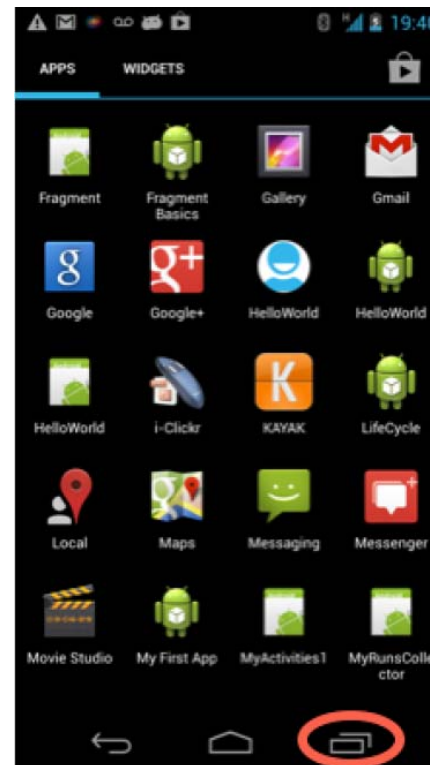 19:40
APPS WIDGETS
Fragment Fragment Basics Gallery Gmail
Google Google+ HelloWorld HelloWorld
HelloWorld i-Clickr KAYAK LifeCycle
Local Maps Messaging Messenger
Movie Studio My First App MyActivities1 MyRunsColle
ctor